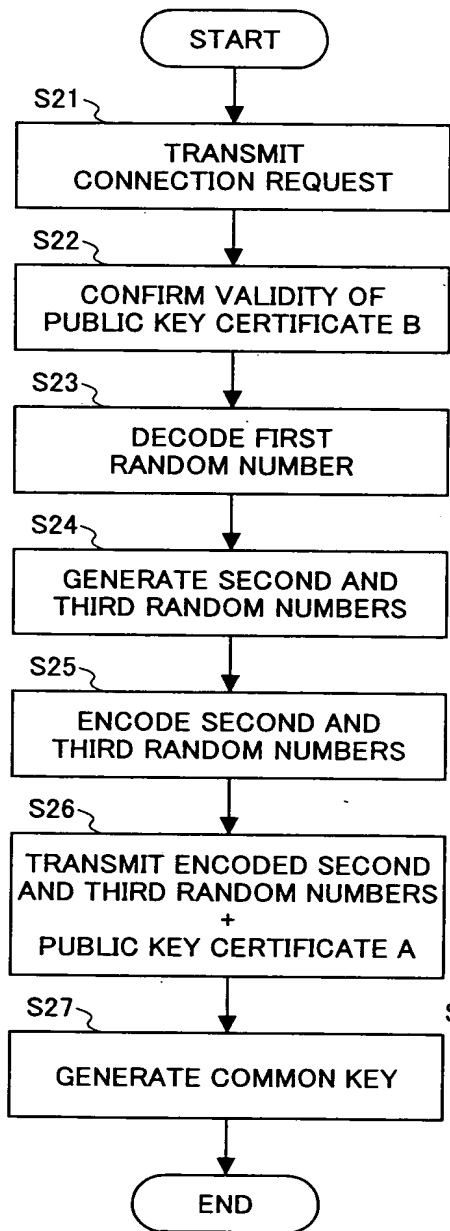 START
S21
TRANSMIT
CONNECTION REQUEST
S22
CONFIRM VALIDITY OF
PUBLIC KEY CERTIFICATE B
S23
DECODE FIRST
RANDOM NUMBER
S24
GENERATE SECOND AND
THIRD RANDOM NUMBERS
S25
ENCODE SECOND AND
THIRD RANDOM NUMBERS
S26
TRANSMIT ENCODED SECOND
AND THIRD RANDOM NUMBERS
+
PUBLIC KEY CERTIFICATE A
S27
GENERATE COMMON KEY
END